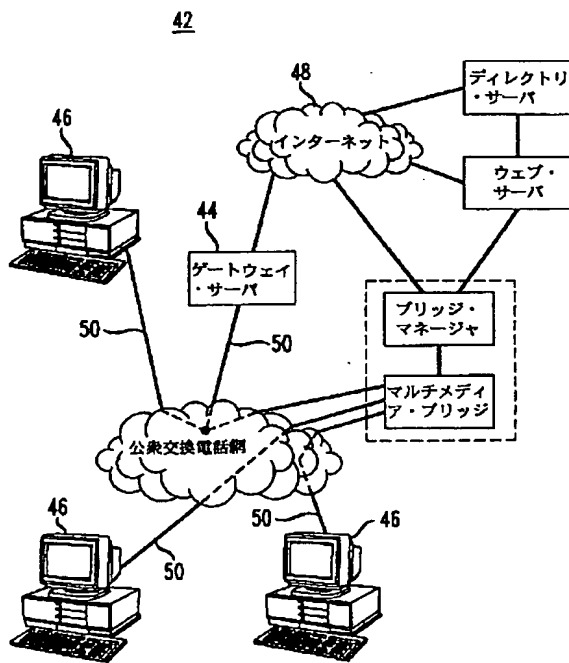 42
48
ディレクトリ
・サーバ
46
インターネット
ウェブ・
サーバ
44
ゲートウェイ
・サーバ
ブリッジ・
マネージャ
50
50
マルチメディ
ア・ブリッジ
公衆交換電話網
46
50
46
50